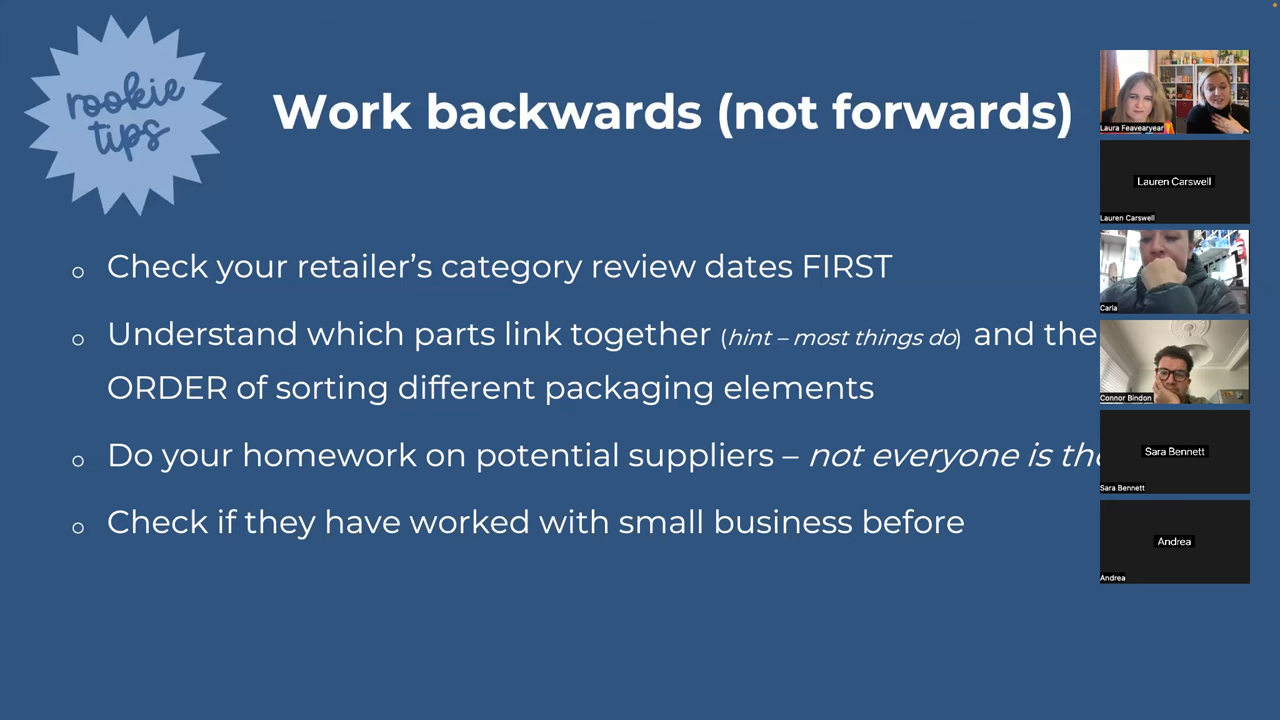 rookie
tips
Work backwards (not forwards)
Check your retailer's category review dates FIRST
Understand which parts link together (hint – most things do) and the
ORDER of sorting different packaging elements
Do your homework on potential suppliers – not everyone is
Check if they have worked with small business before
Laura Feavearyear
Lauren Carswell
Lauren Carswell
Carla
Connor Bindon
Sara Bennett
Sara Bennett
Andrea
Andrea